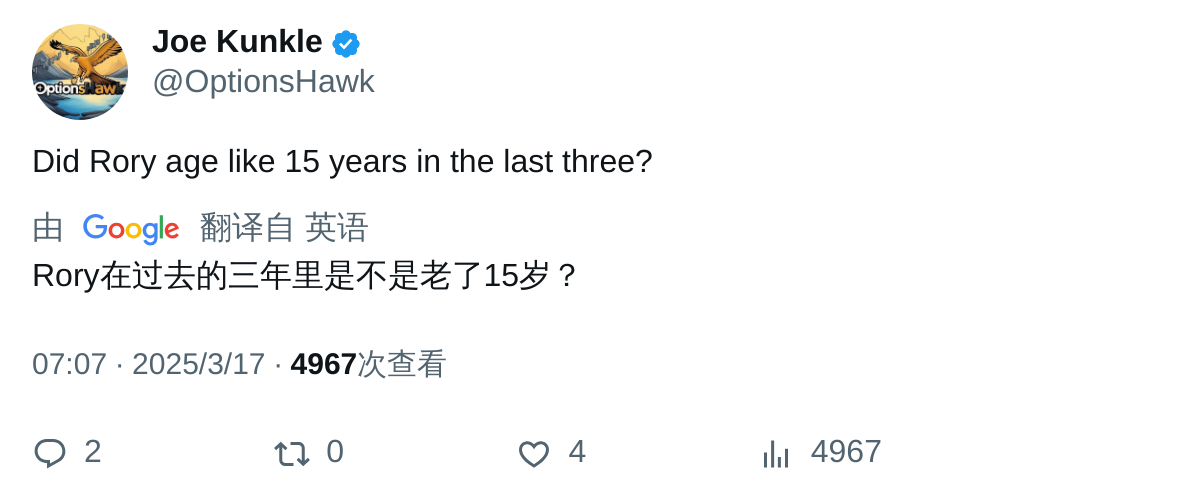 Joe Kunkle
@OptionsHawk
OptionsHawk
Did Rory age like 15 years in the last three?
由 Google 翻译自 英语
Rory在过去的三年里是不是老了15岁？
07:07 · 2025/3/17 · 4967次查看
2 0 4 4967